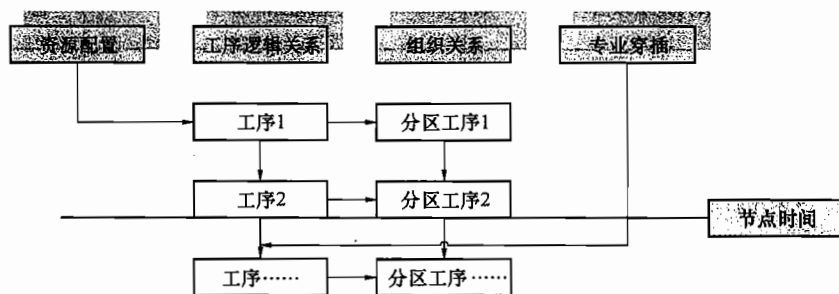 资源配置
工序逻辑关系
组织关系
专业穿插
工序1
分区工序1
工序2
分区工序2
节点时间
工序……
分区工序……